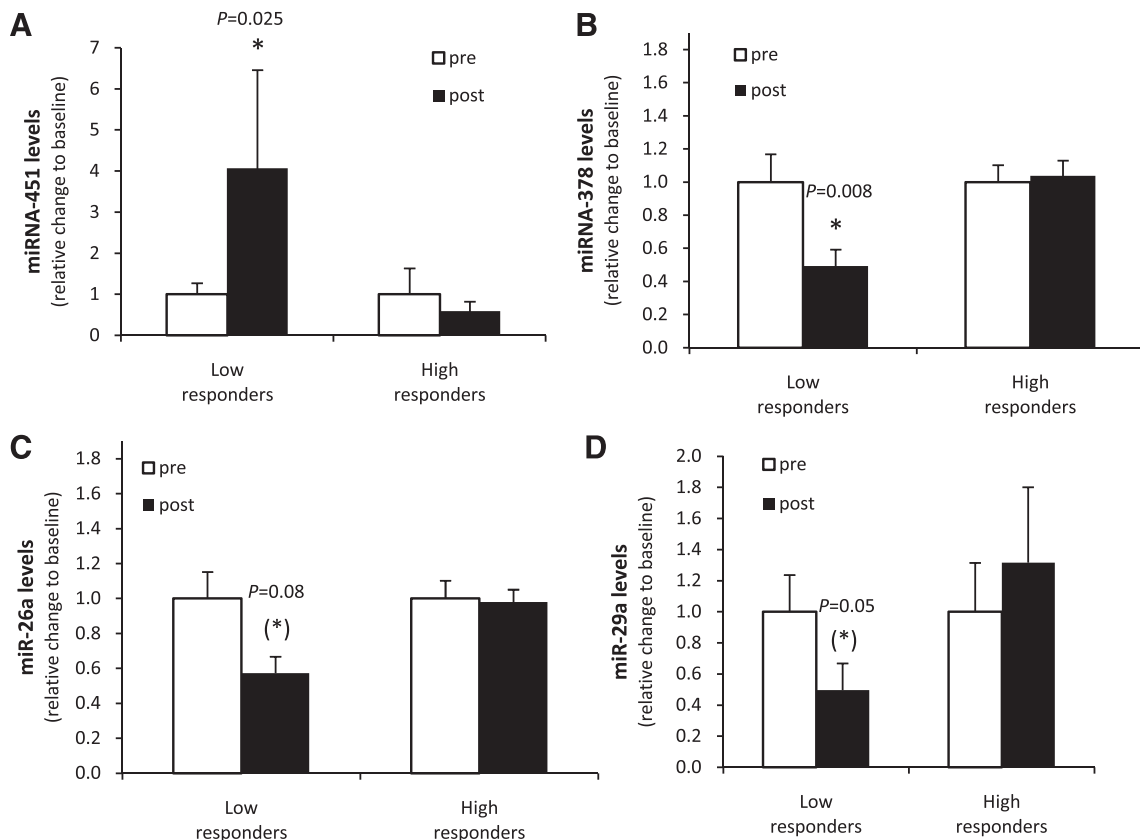 A
P=0.025
*
miRNA-451 levels
(relative change to baseline)
7
6
5
4
3
2
1
0
pre
post
Low
responders
High
responders
B
miRNA-378 levels
(relative change to baseline)
1.8
1.6
1.4
1.2
1.0
0.8
0.6
0.4
0.2
0.0
pre
post
P=0.008
*
Low
responders
High
responders
C
miR-26a levels
(relative change to baseline)
1.8
1.6
1.4
1.2
1.0
0.8
0.6
0.4
0.2
0.0
pre
post
P=0.08
(*)
Low
responders
High
responders
D
miR-29a levels
(relative change to baseline)
2.0
1.8
1.6
1.4
1.2
1.0
0.8
0.6
0.4
0.2
0.0
pre
post
P=0.05
(*)
Low
responders
High
responders